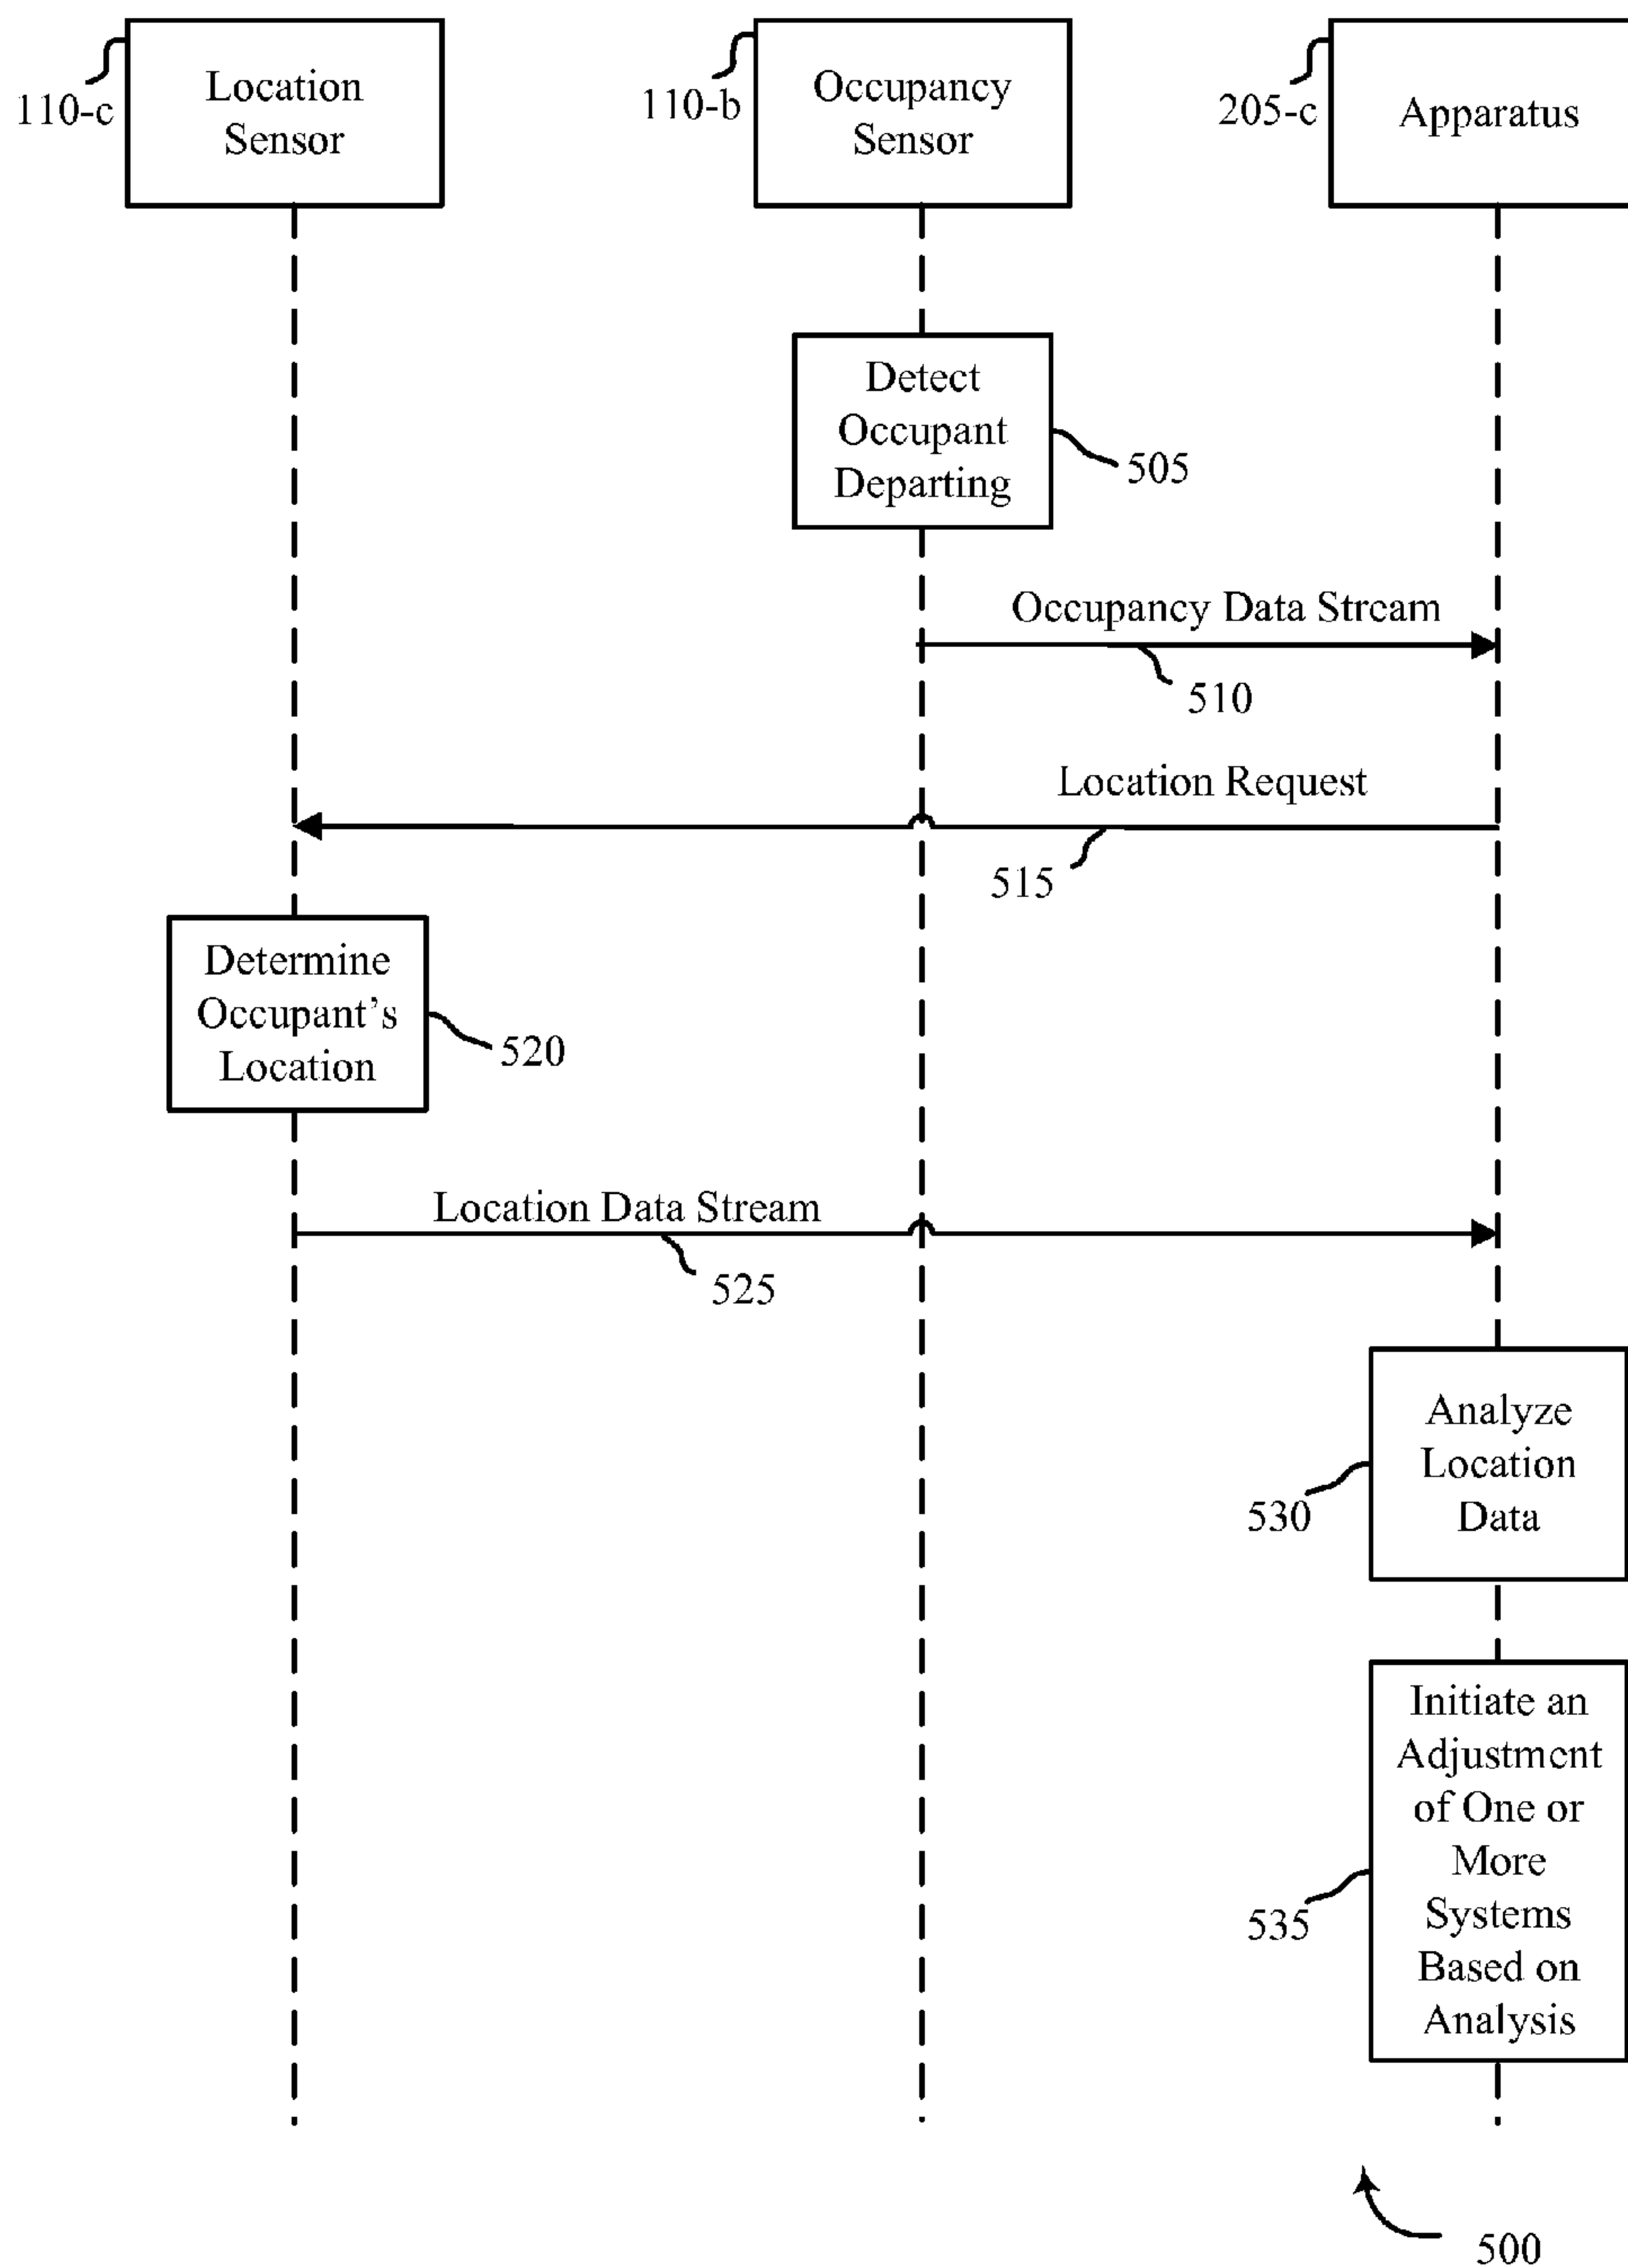 Location
Sensor
110-c
Occupancy
Sensor
110-b
Apparatus
205-c
Detect
Occupant
Departing
505
Occupancy Data Stream
510
Location Request
515
Determine
Occupant’s
Location
520
Location Data Stream
525
Analyze
Location
Data
530
Initiate an
Adjustment
of One or
More
Systems
Based on
Analysis
535
500